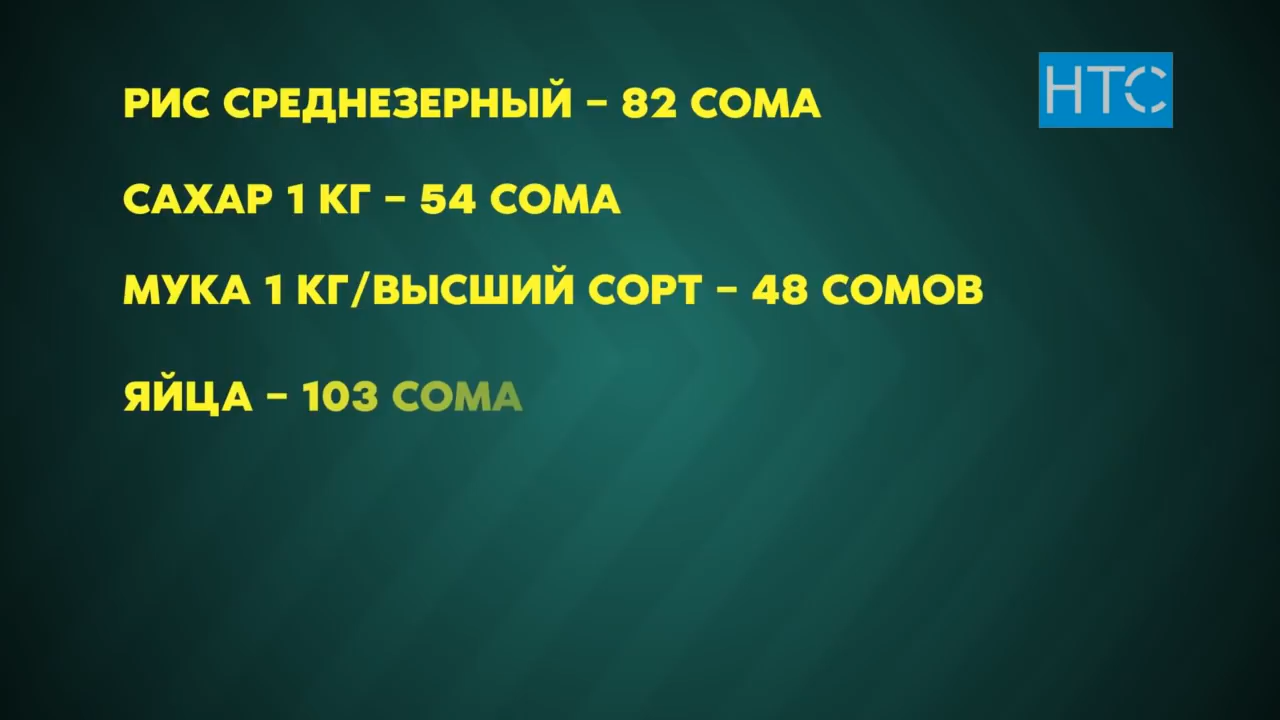 РИС СРЕДНЕЗЕРНЫЙ – 82 СОМА
НТС
САХАР 1 КГ – 54 СОМА
МУКА 1 КГ/ВЫСШИЙ СОРТ – 48 СОМОВ
ЯЙЦА – 103 СОМА